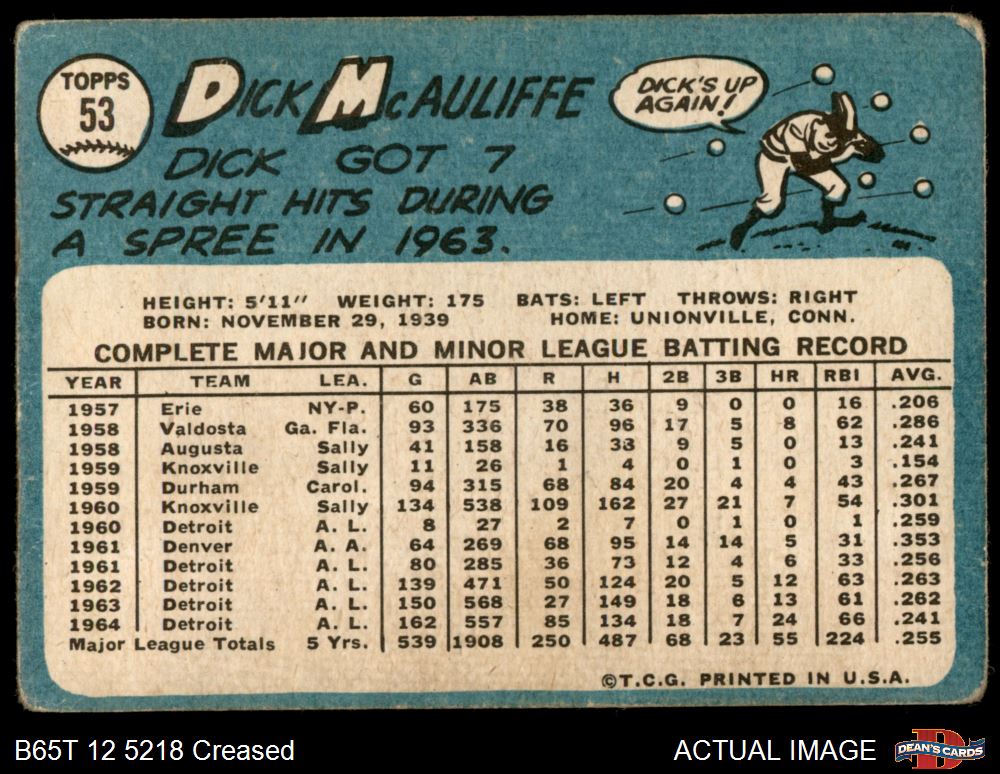 TOPPS
53
DICK McAULIFFE
DICK GOT 7
STRAIGHT HITS DURING
A SPREE IN 1963.
DICK'S UP
AGAIN!
HEIGHT: 5'11" WEIGHT: 175 BATS: LEFT THROWS: RIGHT
BORN: NOVEMBER 29, 1939 HOME: UNIONVILLE, CONN.
COMPLETE MAJOR AND MINOR LEAGUE BATTING RECORD
YEAR TEAM LEA. G AB R H 2B 3B HR RBI AVG.
1957 Erie NY-P. 60 175 38 36 9 0 0 16 .206
1958 Valdosta Ga. Fla. 93 336 70 96 17 5 8 62 .286
1958 Augusta Sally 41 158 16 38 9 5 0 13 .241
1959 Knoxville Sally 11 26 1 4 0 1 0 3 .154
1959 Durham Carol. 94 315 68 84 20 4 4 43 .267
1960 Knoxville Sally 134 538 109 162 27 21 7 54 .301
1960 Detroit A. L. 8 27 2 7 0 1 0 1 .259
1961 Denver A. A. 64 269 68 95 14 14 5 31 .353
1961 Detroit A. L. 80 285 36 73 12 4 6 33 .256
1962 Detroit A. L. 139 471 50 124 20 5 12 63 .263
1963 Detroit A. L. 150 568 27 149 18 6 13 61 .262
1964 Detroit A. L. 162 557 85 134 18 7 24 66 .241
Major League Totals 5 Yrs. 539 1908 250 487 68 23 55 224 .255
©T.C.G. PRINTED IN U.S.A.
B65T 12 5218 Creased
ACTUAL IMAGE
D
DEAN'S CARDS